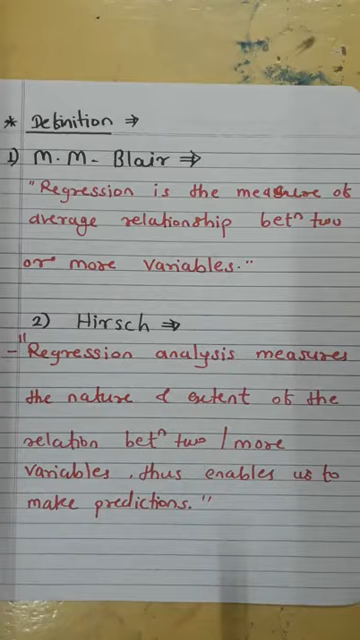 * Definition ⇒
1) M.M. Blair ⇒
"Regression is the measure of
average relationship betⁿ two
or more variables."
2) Hirsch ⇒
- "Regression analysis measures
the nature & extent of the
relation betⁿ two / more
variables, thus enables us to
make predictions."